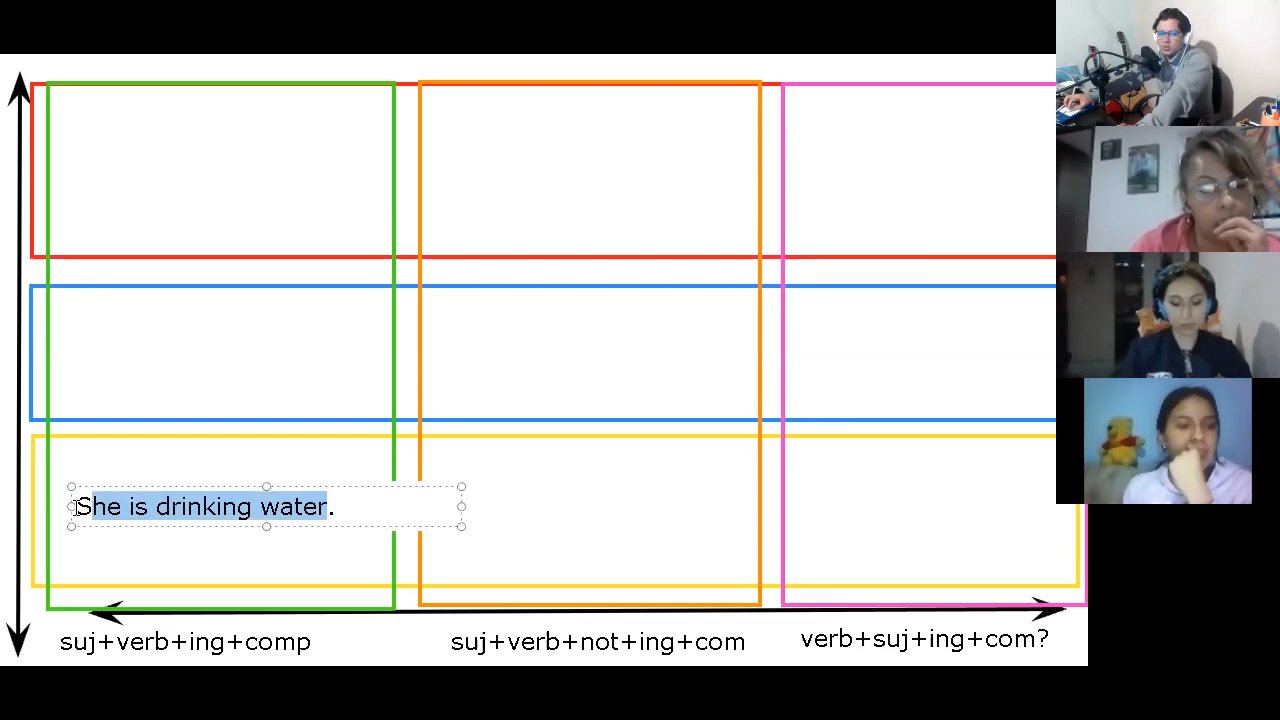 She is drinking water.
suj+verb+ing+comp
suj+verb+not+ing+com
verb+suj+ing+com?